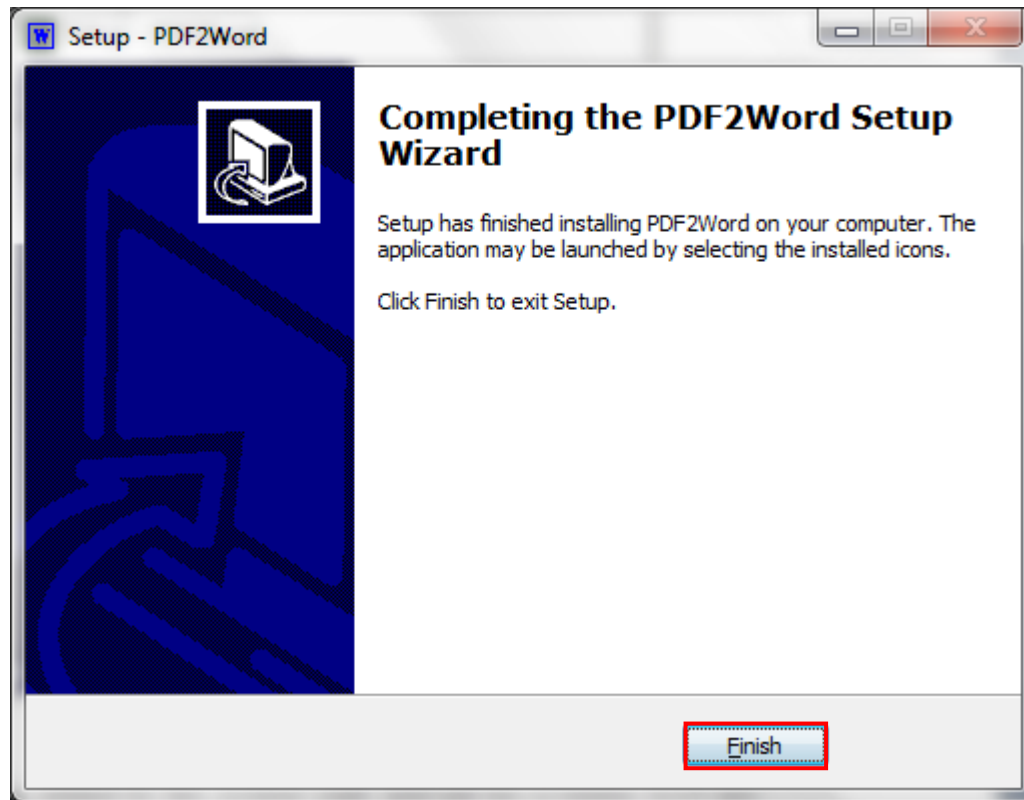 Setup - PDF2Word
Completing the PDF2Word Setup
Wizard
Setup has finished installing PDF2Word on your computer. The
application may be launched by selecting the installed icons.
Click Finish to exit Setup.
Finish